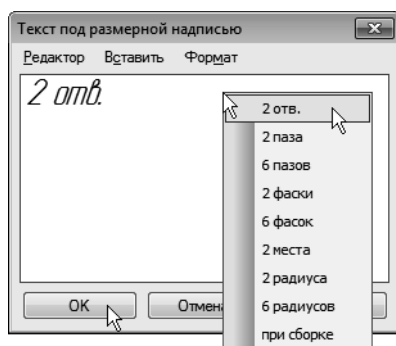 Текст под размерной надписью
Редактор Вставить Формат
2 отв.
2 отв.
2 паза
6 пазов
2 фаски
6 фасок
2 места
2 радиуса
6 радиусов
при сборке
OK Отмена